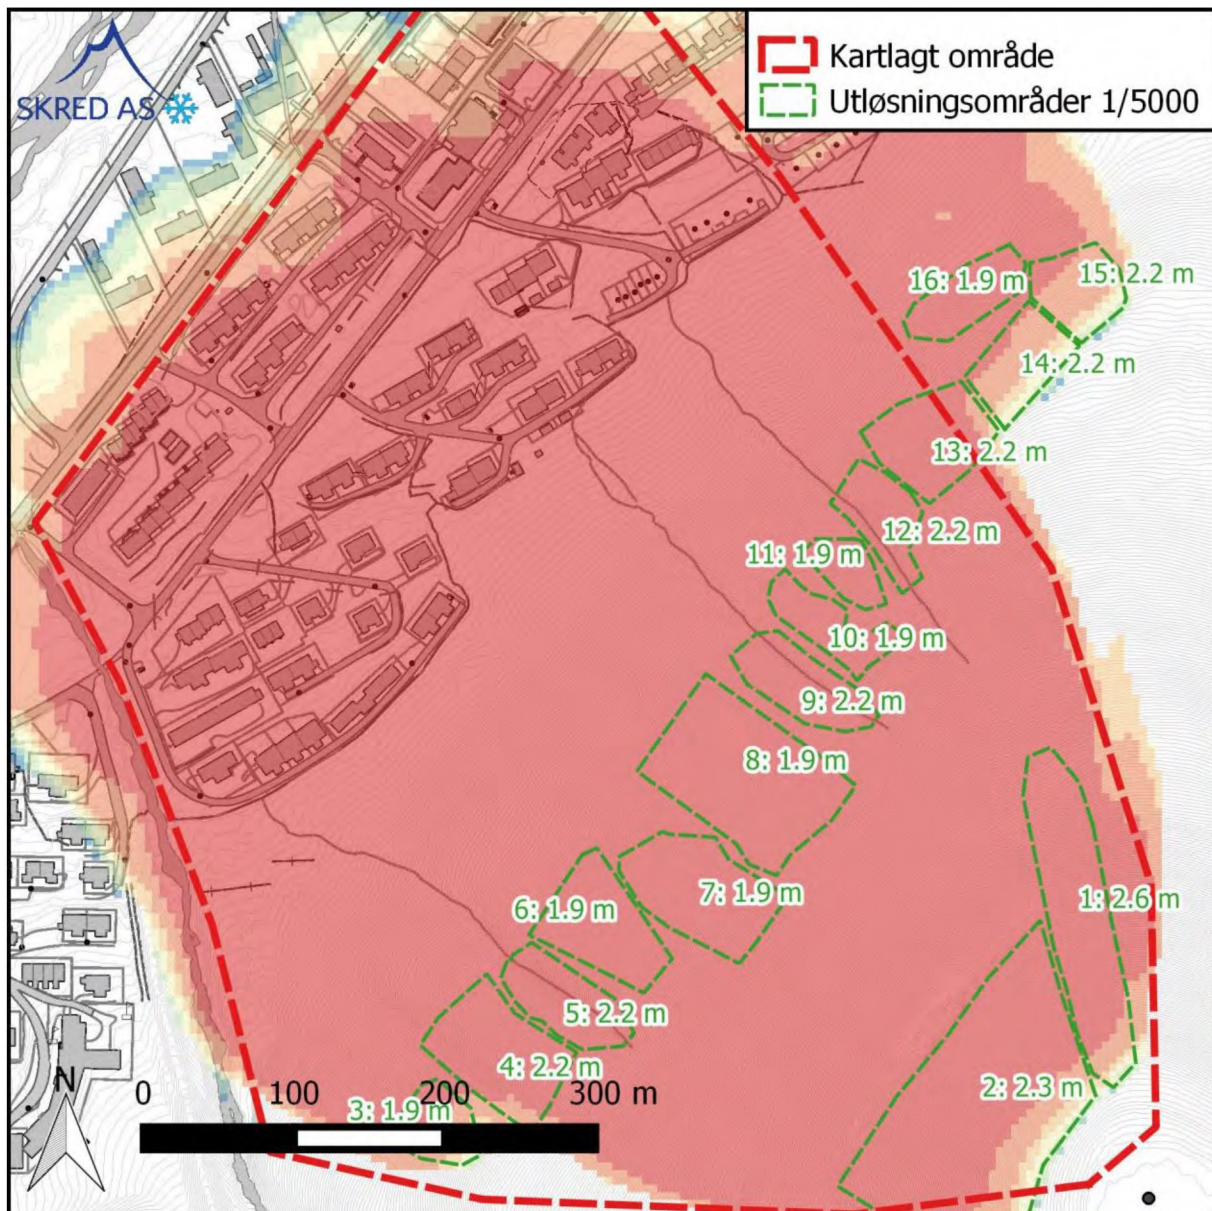 SKRED AS
Kartlagt område
Utløsningsområder 1/5000
16: 1.9 m
15: 2.2 m
14: 2.2 m
13: 2.2 m
12: 2.2 m
11: 1.9 m
10: 1.9 m
9: 2.2 m
8: 1.9 m
7: 1.9 m
6: 1.9 m
1: 2.6 m
5: 2.2 m
4: 2.2 m
2: 2.3 m
3: 1.9 m
N
0 100 200 300 m